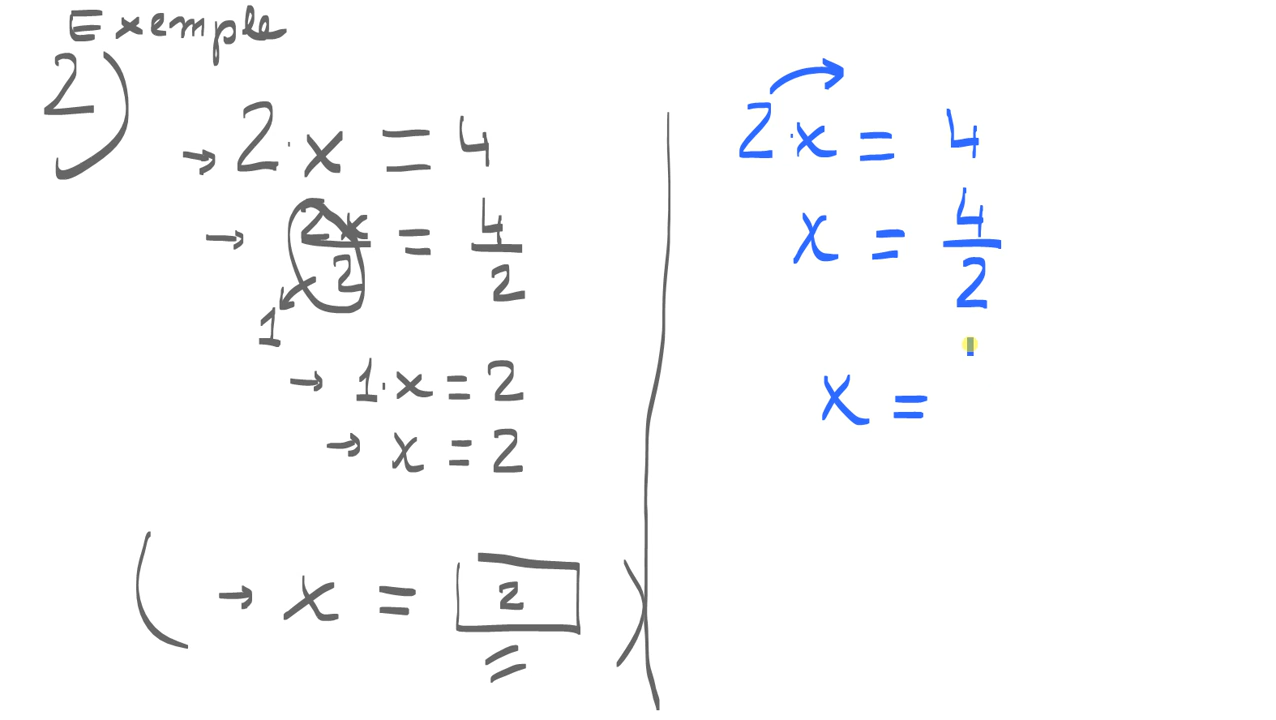 Exemple
2)
→ 2·x = 4
→ 2x/2 = 4/2
1
→ 1·x = 2
→ x = 2
( → x = 2 )
2·x = 4
x = 4/2
x =